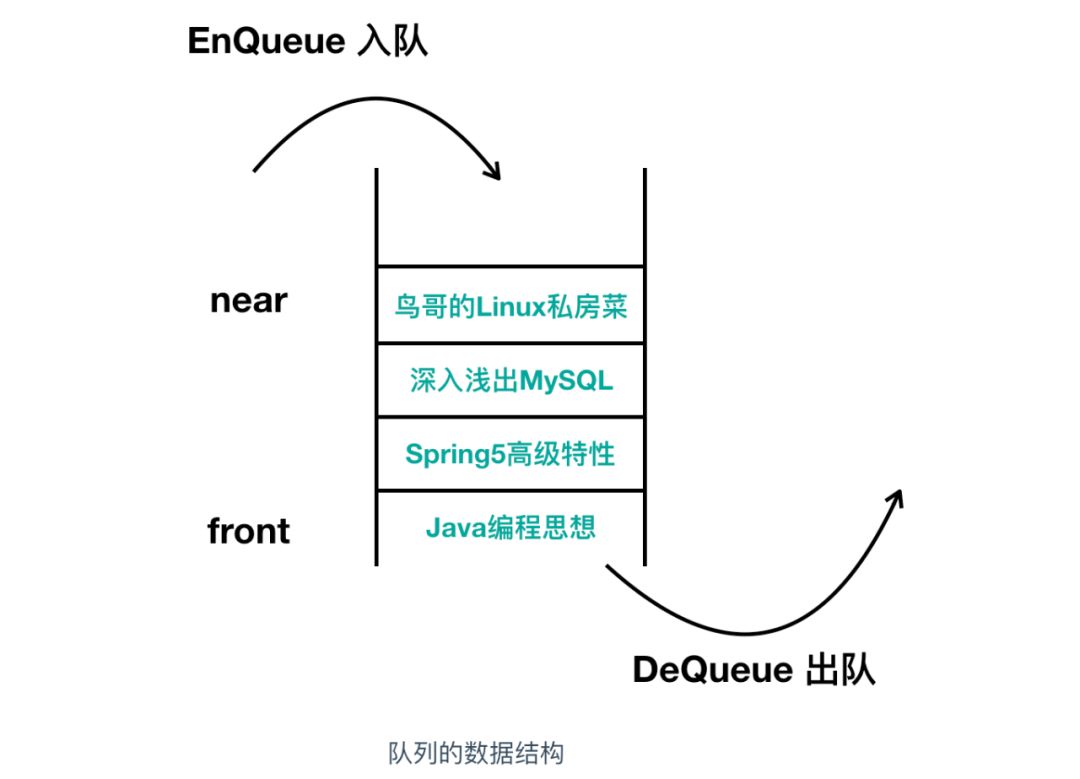 EnQueue 入队
near
鸟哥的Linux私房菜
深入浅出MySQL
Spring5高级特性
front
Java编程思想
DeQueue 出队
队列的数据结构